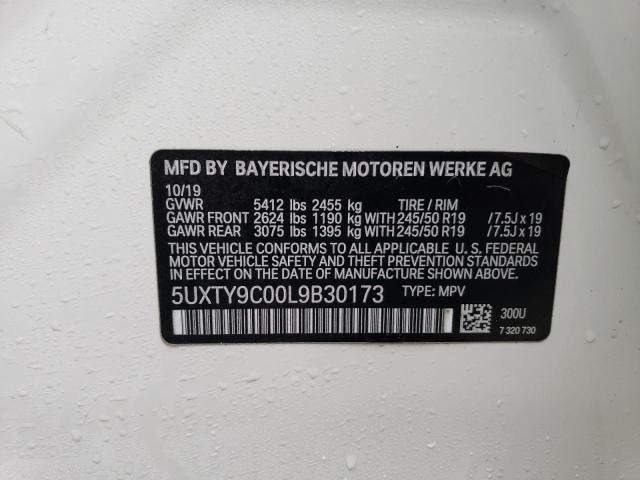 MFD BY BAYERISCHE MOTOREN WERKE AG
10/19
GVWR 5412 lbs 2455 kg TIRE / RIM
GAWR FRONT 2624 lbs 1190 kg WITH 245/50 R19 / 7.5J x 19
GAWR REAR 3075 lbs 1395 kg WITH 245/50 R19 / 7.5J x 19
THIS VEHICLE CONFORMS TO ALL APPLICABLE U. S. FEDERAL
MOTOR VEHICLE SAFETY, BUMPER, AND THEFT PREVENTION
STANDARDS IN EFFECT ON THE DATE OF MANUFACTURE SHOWN ABOVE.
5UXTY9C00L9B30173 TYPE: MPV
300U
7 320 730